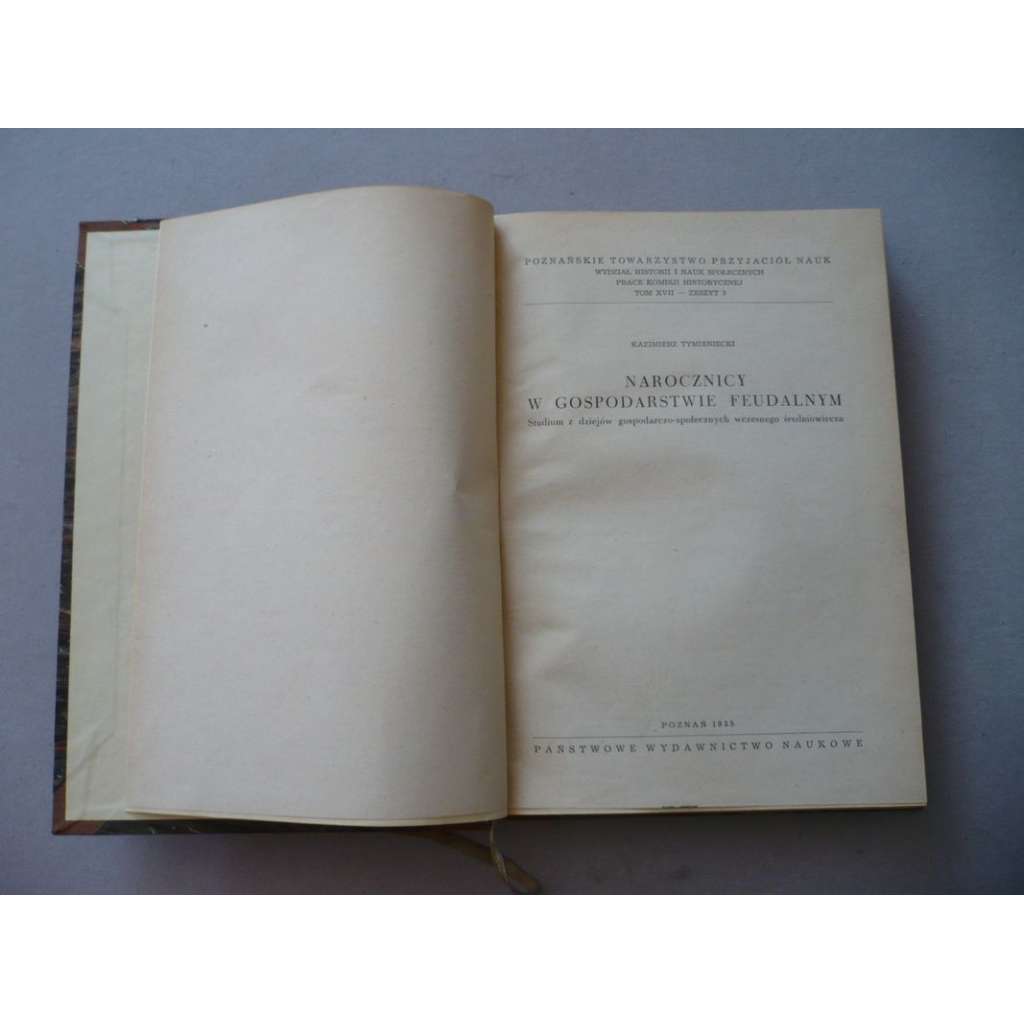 POZNAŃSKIE TOWARZYSTWO PRZYJACIÓŁ NAUK
WYDZIAŁ HISTORII I NAUK SPOŁECZNYCH
PRACE KOMISJI HISTORYCZNEJ
TOM XVII — ZESZYT 3
KAZIMIERZ TYMIENIECKI
NAROCZNICY
W GOSPODARSTWIE FEUDALNYM
Studium z dziejów gospodarczo-społecznych wczesnego średniowiecza
POZNAŃ 1955
PAŃSTWOWE WYDAWNICTWO NAUKOWE